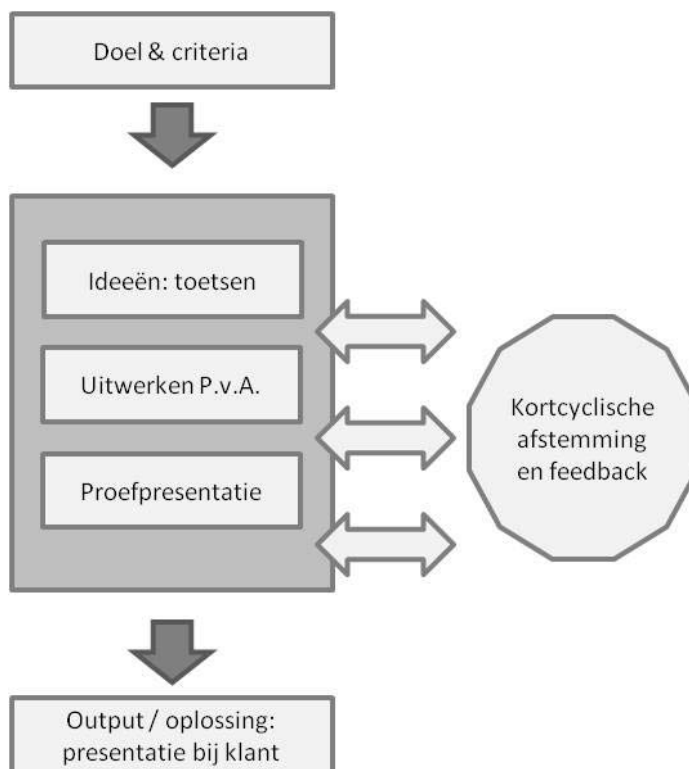 Doel & criteria
Ideeën: toetsen
Uitwerken P.v.A.
Proefpresentatie
Kortcyclische
afstemming
en feedback
Output / oplossing:
presentatie bij klant